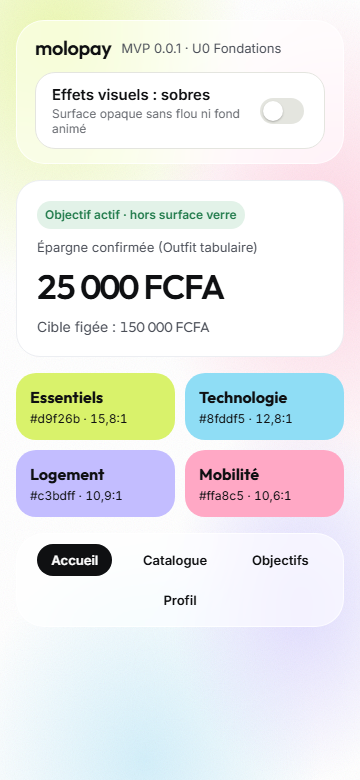 molopay MVP 0.0.1 · U0 Fondations
Effets visuels : sobres
Surface opaque sans flou ni fond
animé
Objectif actif · hors surface verre
Épargne confirmée (Outfit tabulaire)
25 000 FCFA
Cible figée : 150 000 FCFA
Essentiels
#d9f26b · 15,8:1
Technologie
#8fddf5 · 12,8:1
Logement
#c3bdff · 10,9:1
Mobilité
#ffa8c5 · 10,6:1
Accueil Catalogue Objectifs
Profil